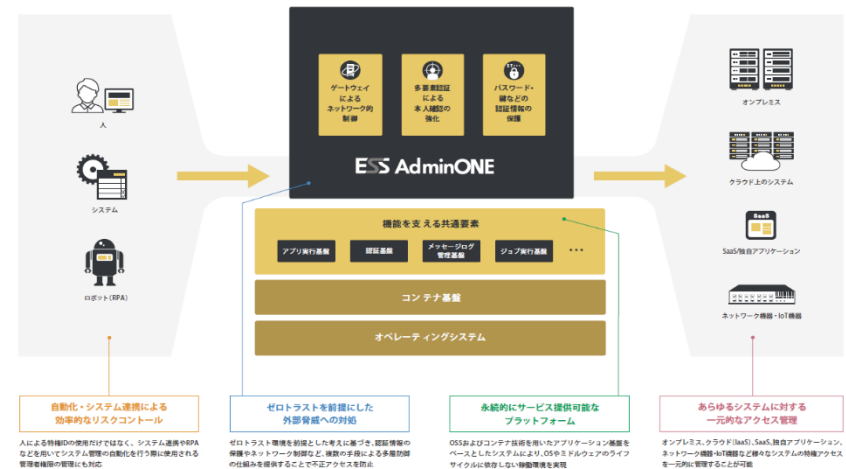 人
システム
ロボット(RPA)
ゲートウェイ
による
ネットワーク的
制御
多要素認証
による
本人確認の
強化
ID:...
パスワード・
鍵などの
認証情報の
保護
ESS AdminONE
機能を支える共通要素
アプリ実行基盤
認証基盤
メッセージログ
管理基盤
ジョブ実行基盤
・・・
コンテナ基盤
オペレーティングシステム
オンプレミス
クラウド上のシステム
SaaS
SaaS/独自アプリケーション
ネットワーク機器・IoT機器
自動化・システム連携による
効率的なリスクコントロール
人による特権IDの使用だけではなく、システム連携やRPA
などを用いてシステム管理の自動化を行う際に使用される
管理者権限の管理にも対応
ゼロトラストを前提にした
外部脅威への対処
ゼロトラスト環境を前提とした考えに基づき、認証情報の
保護やネットワーク制御など、複数の手段による多層防御
の仕組みを提供することで不正アクセスを防止
永続的にサービス提供可能な
プラットフォーム
OSSおよびコンテナ技術を用いたアプリケーション基盤を
ベースとしたシステムにより、OSやミドルウェアのライフ
サイクルに依存しない稼働環境を実現
あらゆるシステムに対する
一元的なアクセス管理
オンプレミス、クラウド(IaaS)、SaaS、独自アプリケーション、
ネットワーク機器・IoT機器など様々なシステムの特権アクセス
を一元的に管理することが可能